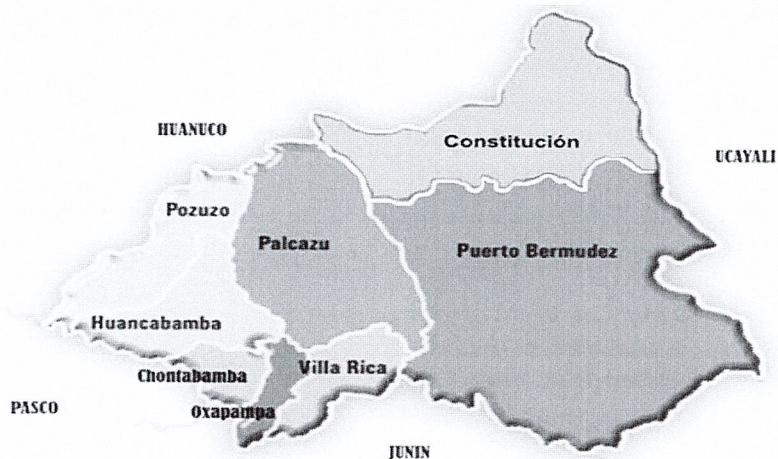 HUANUCO
Constitución
UCAYALI
Pozuzo
Palcazu
Puerto Bermudez
Huancabamba
Villa Rica
Chontabamba
PASCO
Oxapampa
JUNIN